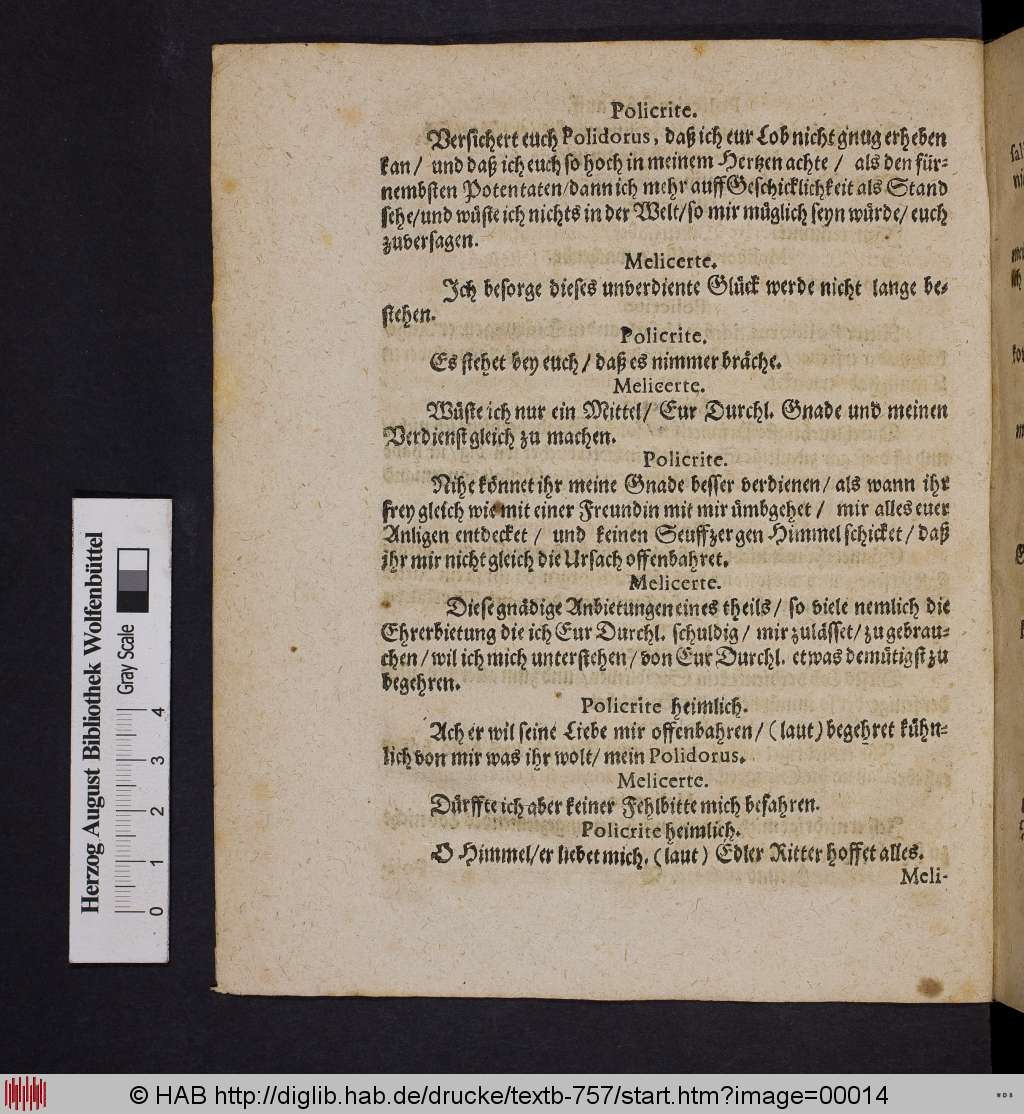 Policrite.
Versichert euch Polidorus, daß ich eur Lob nicht gnug erheben
kan/ und daß ich euch so hoch in meinem Hertzen achte/ als den für-
nembsten Potentaten/dann ich mehr auff Geschicklichkeit als Stand
sehe/und wüste ich nichts in der Welt/so mir müglich seyn würde/ euch
zuversagen.
Melicerte.
Ich besorge dieses unverdiente Glück werde nicht lange be-
stehen.
Policrite.
Es stehet bey euch/ daß es nimmer bräche.
Melicerte.
Wüste ich nur ein Mittel/ Eur Durchl. Gnade und meinen
Verdienst gleich zu machen.
Policrite.
Nihe könnet ihr meine Gnade besser verdienen/ als wann ihr
frey gleich wie mit einer Freundin mit mir ümbgehet/ mir alles euer
Anligen entdecket/ und keinen Seuffzer gen Himmel schicket/ daß
ihr mir nicht gleich die Ursach offenbahret.
Melicerte.
Diese gnädige Anbietungen eines theils/ so viele nemlich die
Ehrerbietung die ich Eur Durchl. schuldig/ mir zulässet/ zu gebrau-
chen/ wil ich mich unterstehen/ von Eur Durchl. etwas demütigst zu
begehren.
Policrite heimlich.
Ach er wil seine Liebe mir offenbahren/ (laut) begehret kühn-
lich von mir was ihr wolt/ mein Polidorus.
Melicerte.
Dürffte ich aber keiner Fehlbitte mich befahren.
Policrite heimlich.
O Himmel/er liebet mich. (laut) Edler Ritter hoffet alles.
Meli-
Herzog August Bibliothek Wolfenbüttel
Gray Scale
0 1 2 3 4
© HAB http://diglib.hab.de/drucke/textb-757/start.htm?image=00014